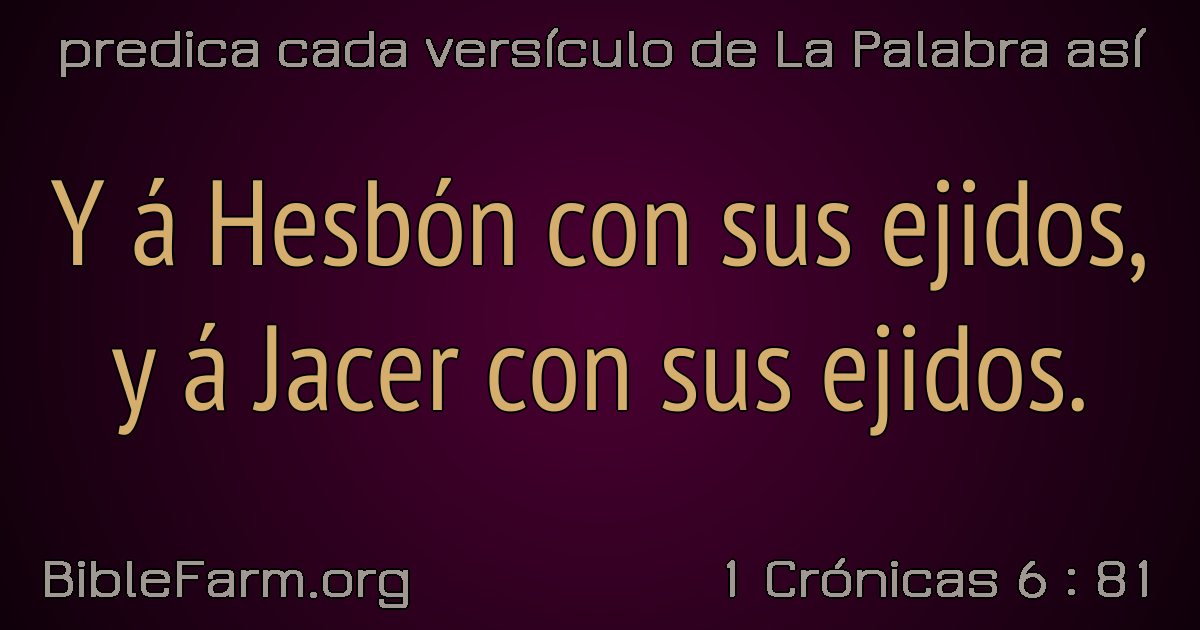 predica cada versículo de La Palabra así
Y á Hesbón con sus ejidos,
y á Jacer con sus ejidos.
BibleFarm.org
1 Crónicas 6 : 81